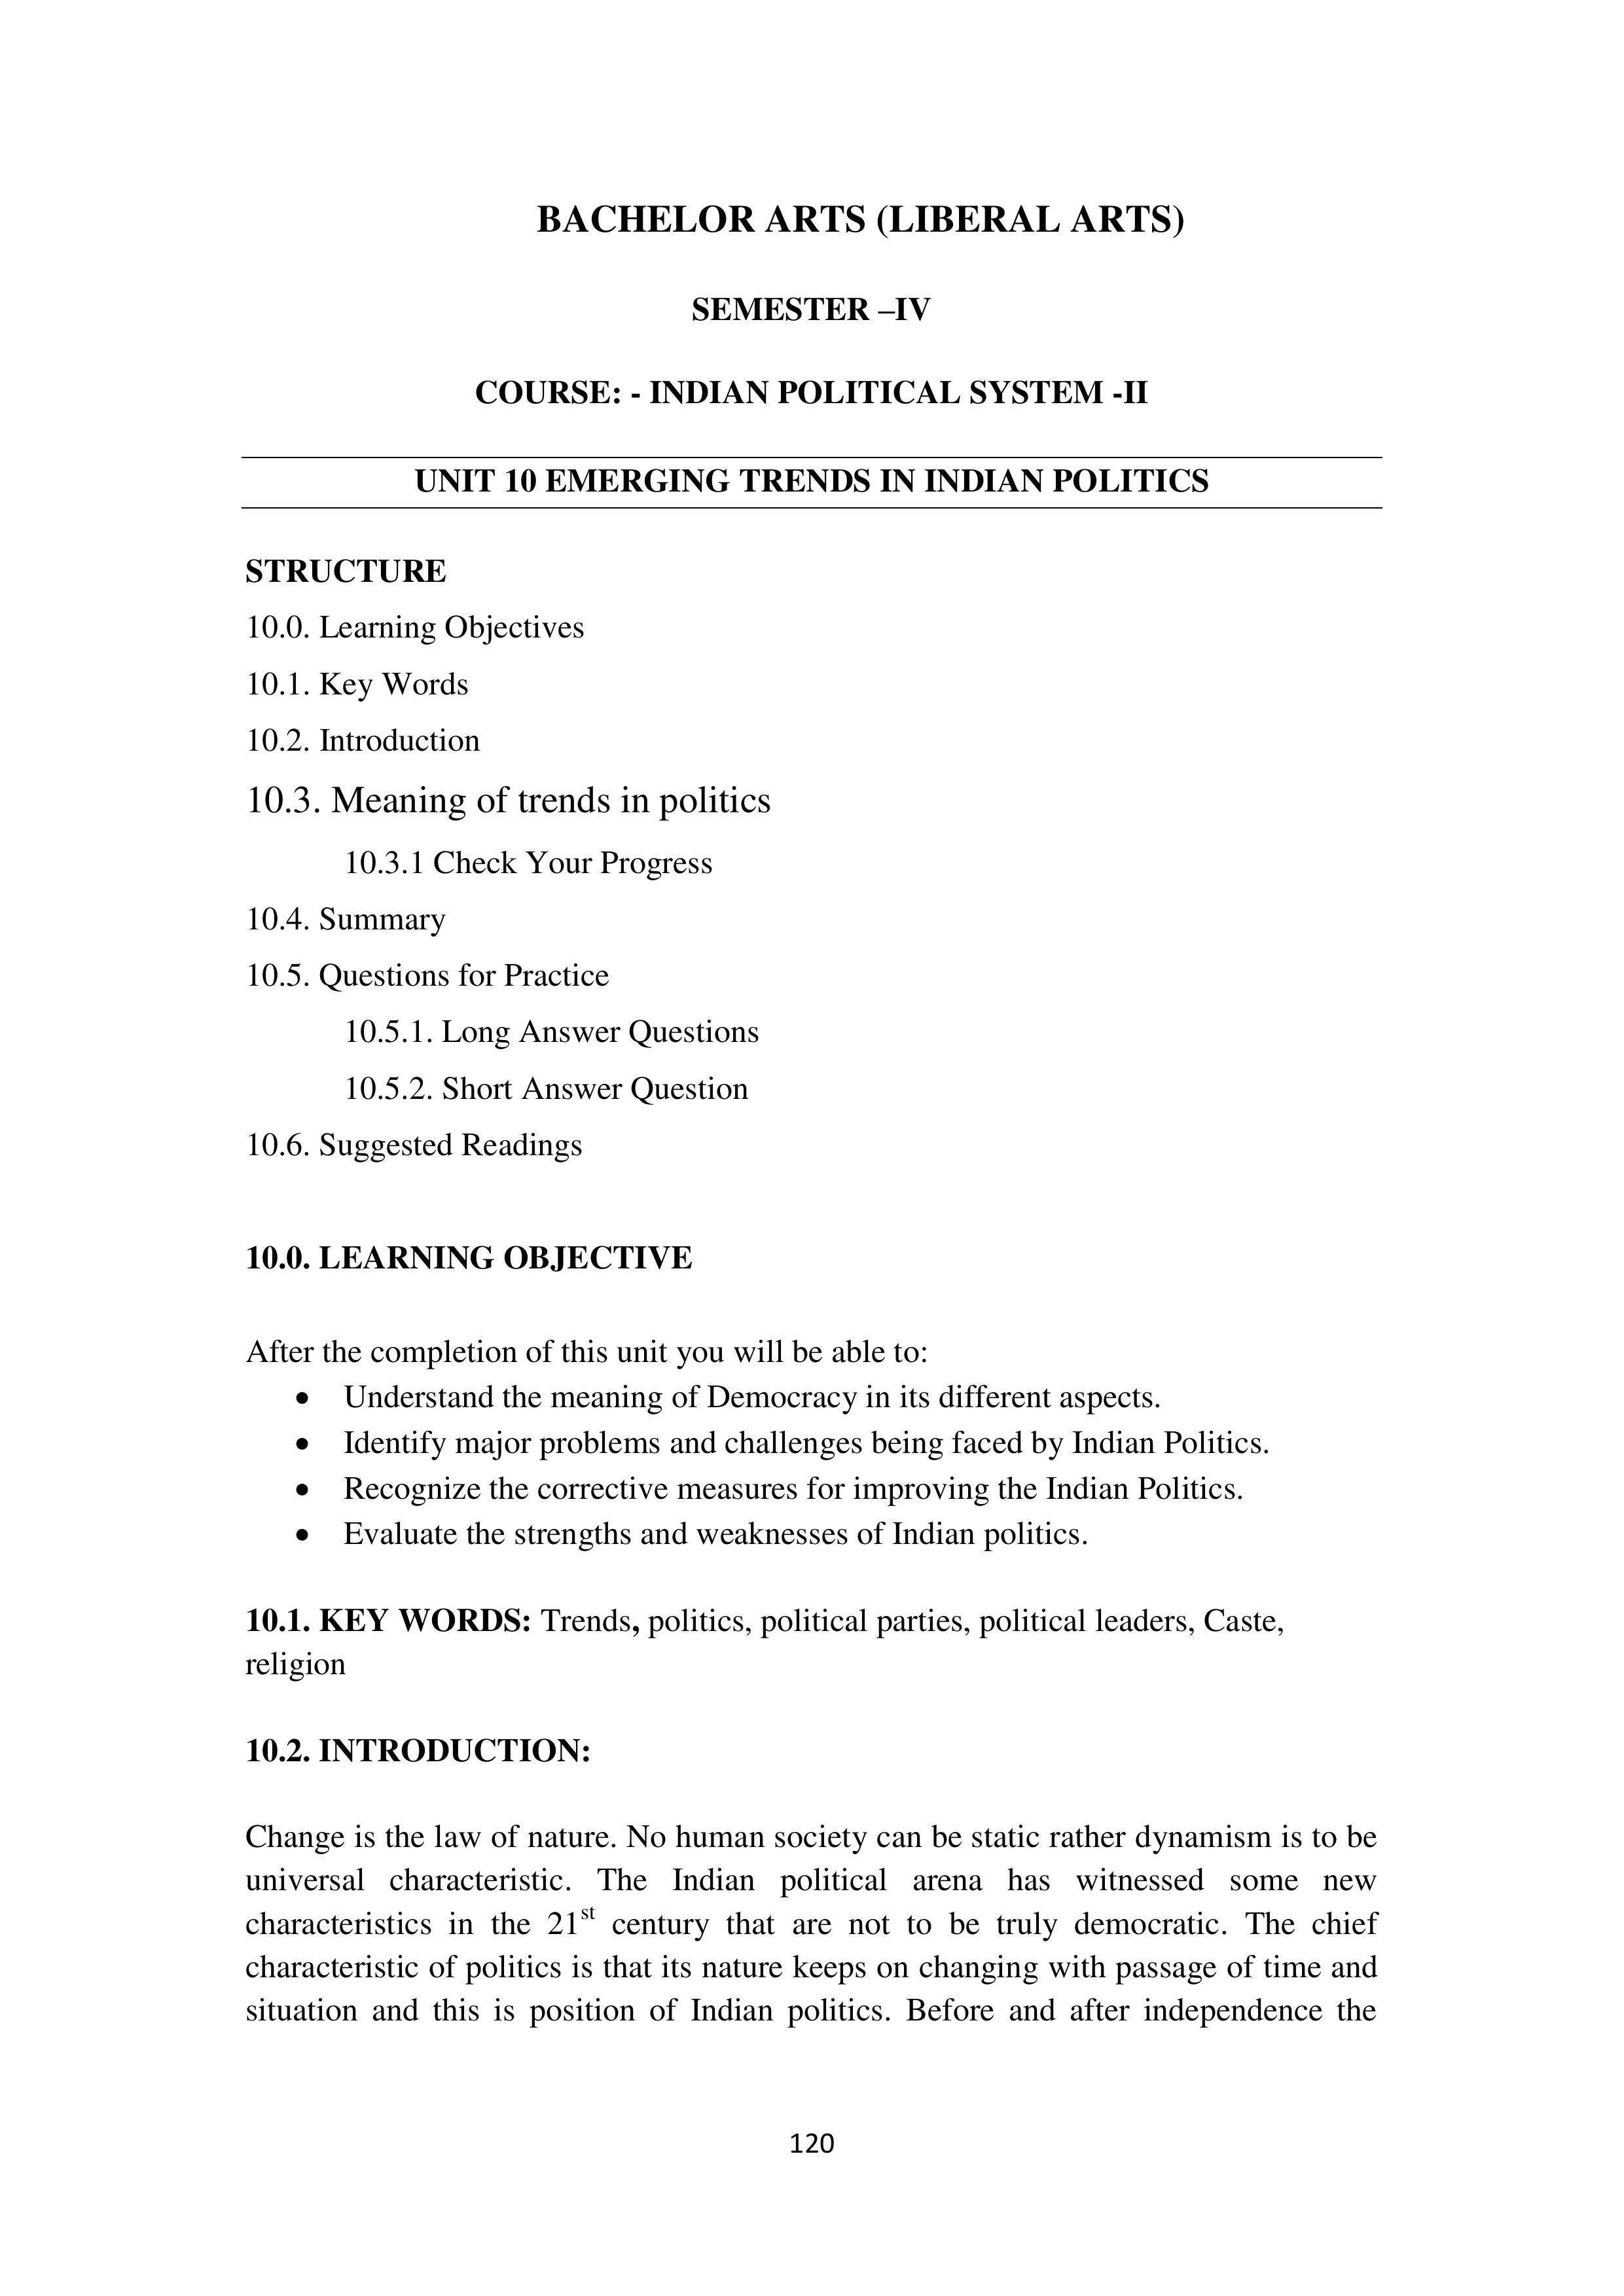 BACHELOR ARTS (LIBERAL ARTS)
SEMESTER –IV
COURSE: - INDIAN POLITICAL SYSTEM -II
UNIT 10 EMERGING TRENDS IN INDIAN POLITICS
STRUCTURE
10.0. Learning Objectives
10.1. Key Words
10.2. Introduction
10.3. Meaning of trends in politics
10.3.1 Check Your Progress
10.4. Summary
10.5. Questions for Practice
10.5.1. Long Answer Questions
10.5.2. Short Answer Question
10.6. Suggested Readings
10.0. LEARNING OBJECTIVE
After the completion of this unit you will be able to:
• Understand the meaning of Democracy in its different aspects.
• Identify major problems and challenges being faced by Indian Politics.
• Recognize the corrective measures for improving the Indian Politics.
• Evaluate the strengths and weaknesses of Indian politics.
10.1. KEY WORDS: Trends, politics, political parties, political leaders, Caste,
religion
10.2. INTRODUCTION:
Change is the law of nature. No human society can be static rather dynamism is to be
universal characteristic. The Indian political arena has witnessed some new
characteristics in the 21st century that are not to be truly democratic. The chief
characteristic of politics is that its nature keeps on changing with passage of time and
situation and this is position of Indian politics. Before and after independence the
120